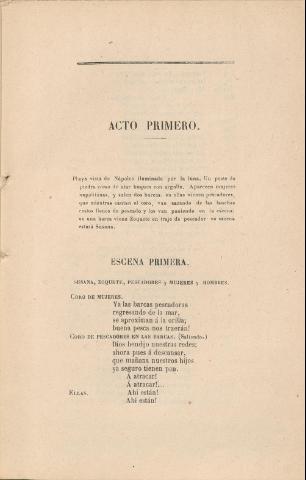 ACTO PRIMERO.
Playa vista de Nápoles iluminada por la luna. Un poste de
piedra como de atar buques con argolla. Aparecen mujeres
napolitanas, y salen dos barcas en ellas vienen pescadores,
que mientras cantan el coro, van sacando de las barcas
cestos llenos de pescado y los van poniendo en la escena;
en una barca viene Zoquete en traje de pescador en escena
estará Susana.
ESCENA PRIMERA.
SUSANA, ZOQUETE, PESCADORES y MUJERES y HOMBRES.
CORO DE MUJERES.
Ya las barcas pescadoras
regresando de la mar,
se aproximan á la orilla;
buena pesca nos traerán!
CORO DE PESCADORES EN LAS BARCAS. (Saltando.)
Dios bendijo nuestras redes;
ahora pues á descansar,
que mañana nuestros hijos
ya seguro tienen pan.
Á atracar!
Á atracar!...
ELLAS. Ahí están!
Ahí están!